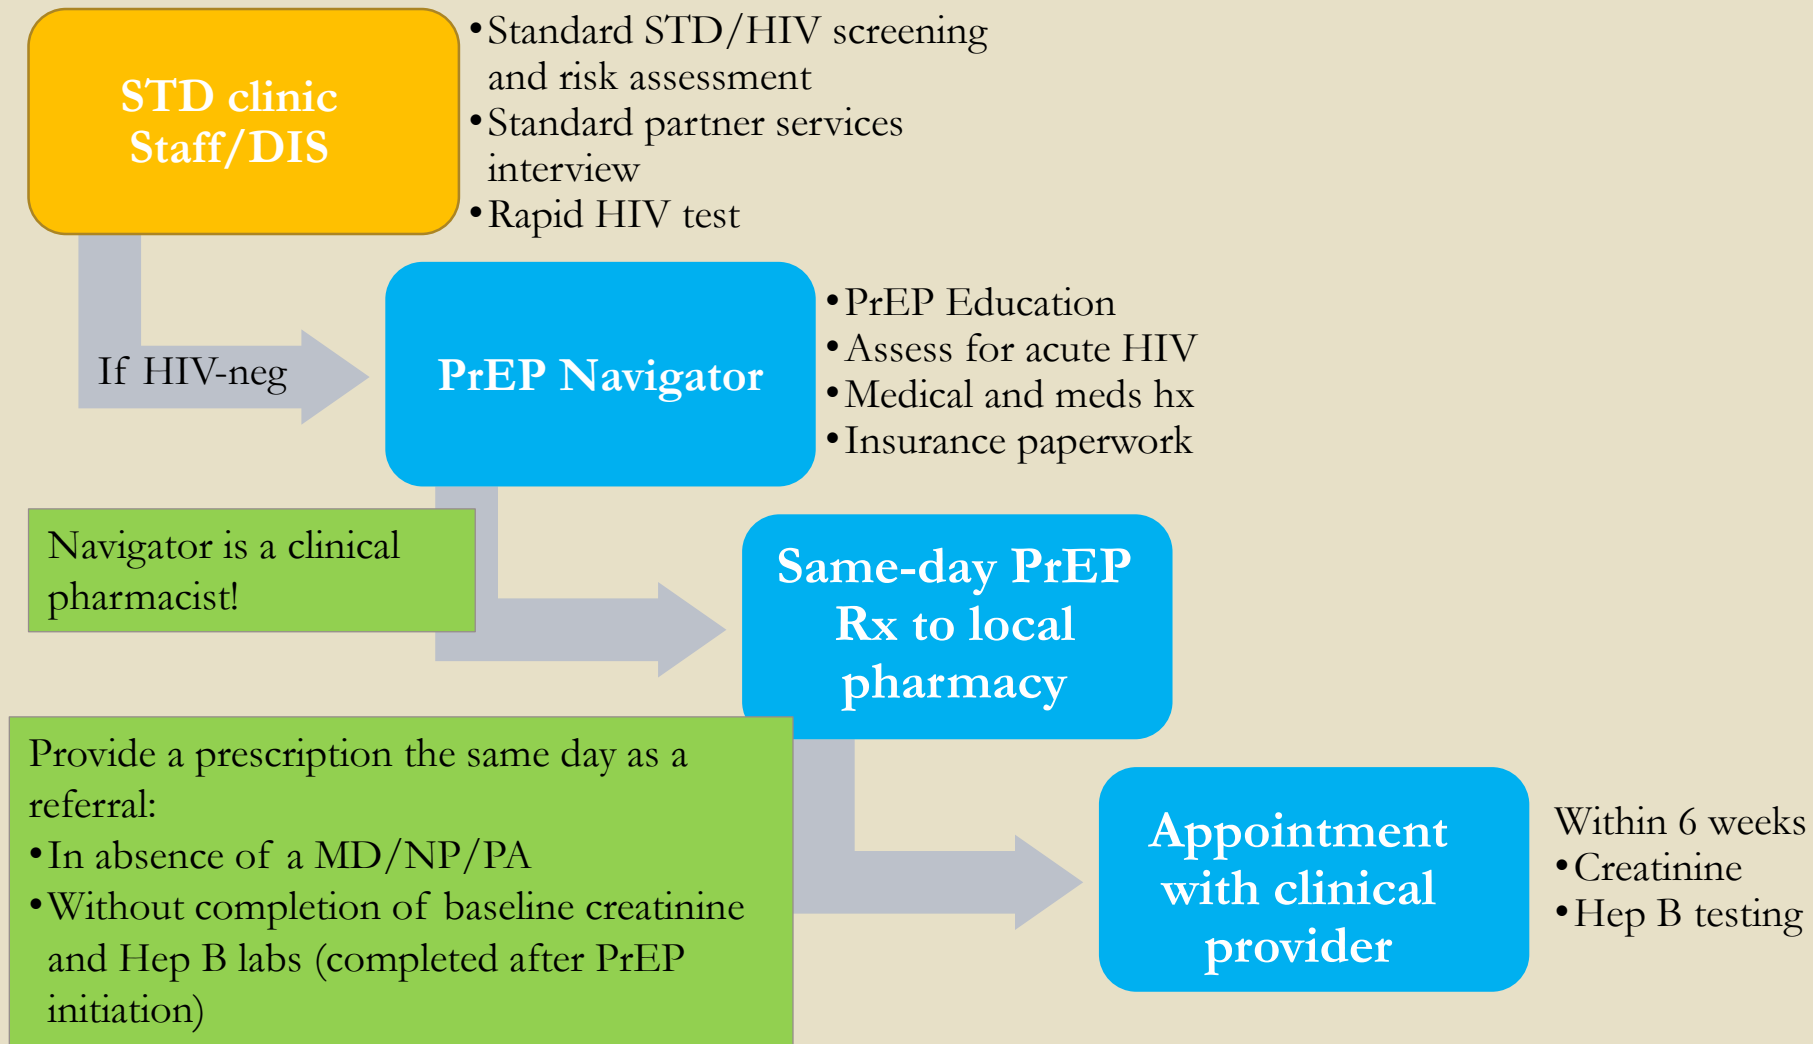 STD clinic
Staff/DIS
•Standard STD/HIV screening
and risk assessment
•Standard partner services
interview
•Rapid HIV test
If HIV-neg
PrEP Navigator
•PrEP Education
•Assess for acute HIV
•Medical and meds hx
•Insurance paperwork
Navigator is a clinical
pharmacist!
Same-day PrEP
Rx to local
pharmacy
Provide a prescription the same day as a
referral:
•In absence of a MD/NP/PA
•Without completion of baseline creatinine
and Hep B labs (completed after PrEP
initiation)
Appointment
with clinical
provider
Within 6 weeks
•Creatinine
•Hep B testing